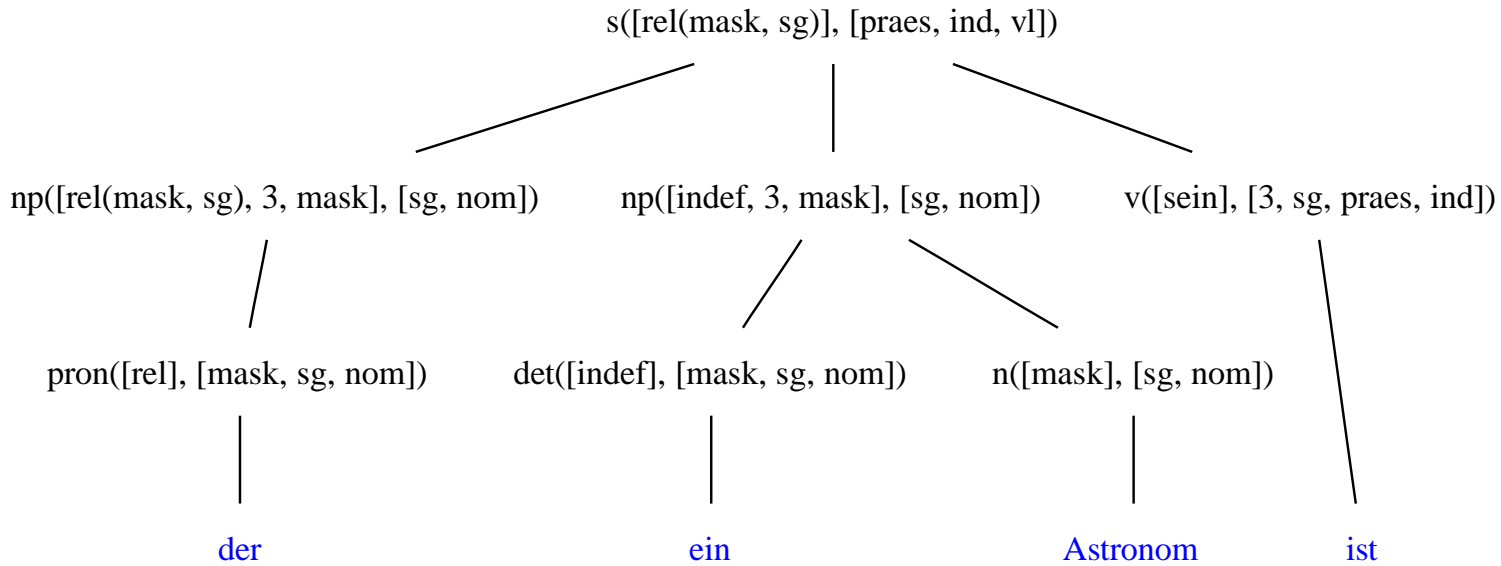 s([rel(mask, sg)], [praes, ind, vl])
np([rel(mask, sg), 3, mask], [sg, nom]) np([indef, 3, mask], [sg, nom]) v([sein], [3, sg, praes, ind])
pron([rel], [mask, sg, nom]) det([indef], [mask, sg, nom]) n([mask], [sg, nom])
der ein Astronom ist